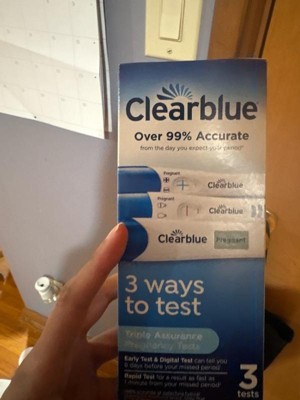 Clearblue
Over 99% Accurate
from the day you expect your period†
Pregnant
Clearblue
Pregnant
Clearblue
Clearblue
Pregnant
3 ways
to test
Triple Assurance
Pregnancy Tests
Early Test & Digital Test can tell you
6 days before your missed period
Rapid Test for a result as fast as
1 minute from your missed period
3
tests